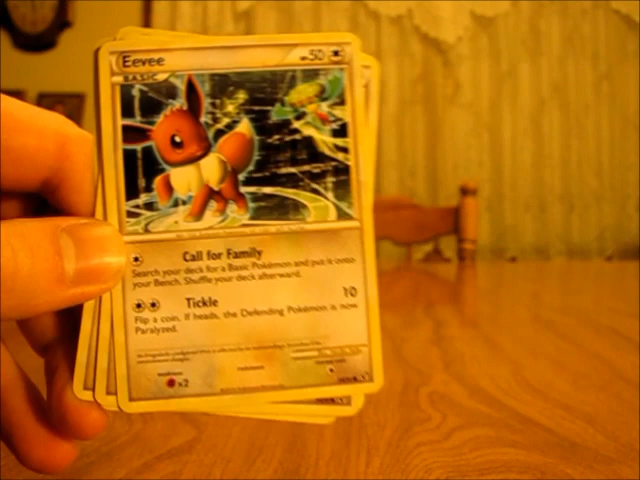 Eevee HP50
BASIC
Call for Family
Search your deck for a Basic Pokémon and put it onto
your Bench. Shuffle your deck afterward.
Tickle 10
Flip a coin. If heads, the Defending Pokémon is now
Paralyzed.
×2